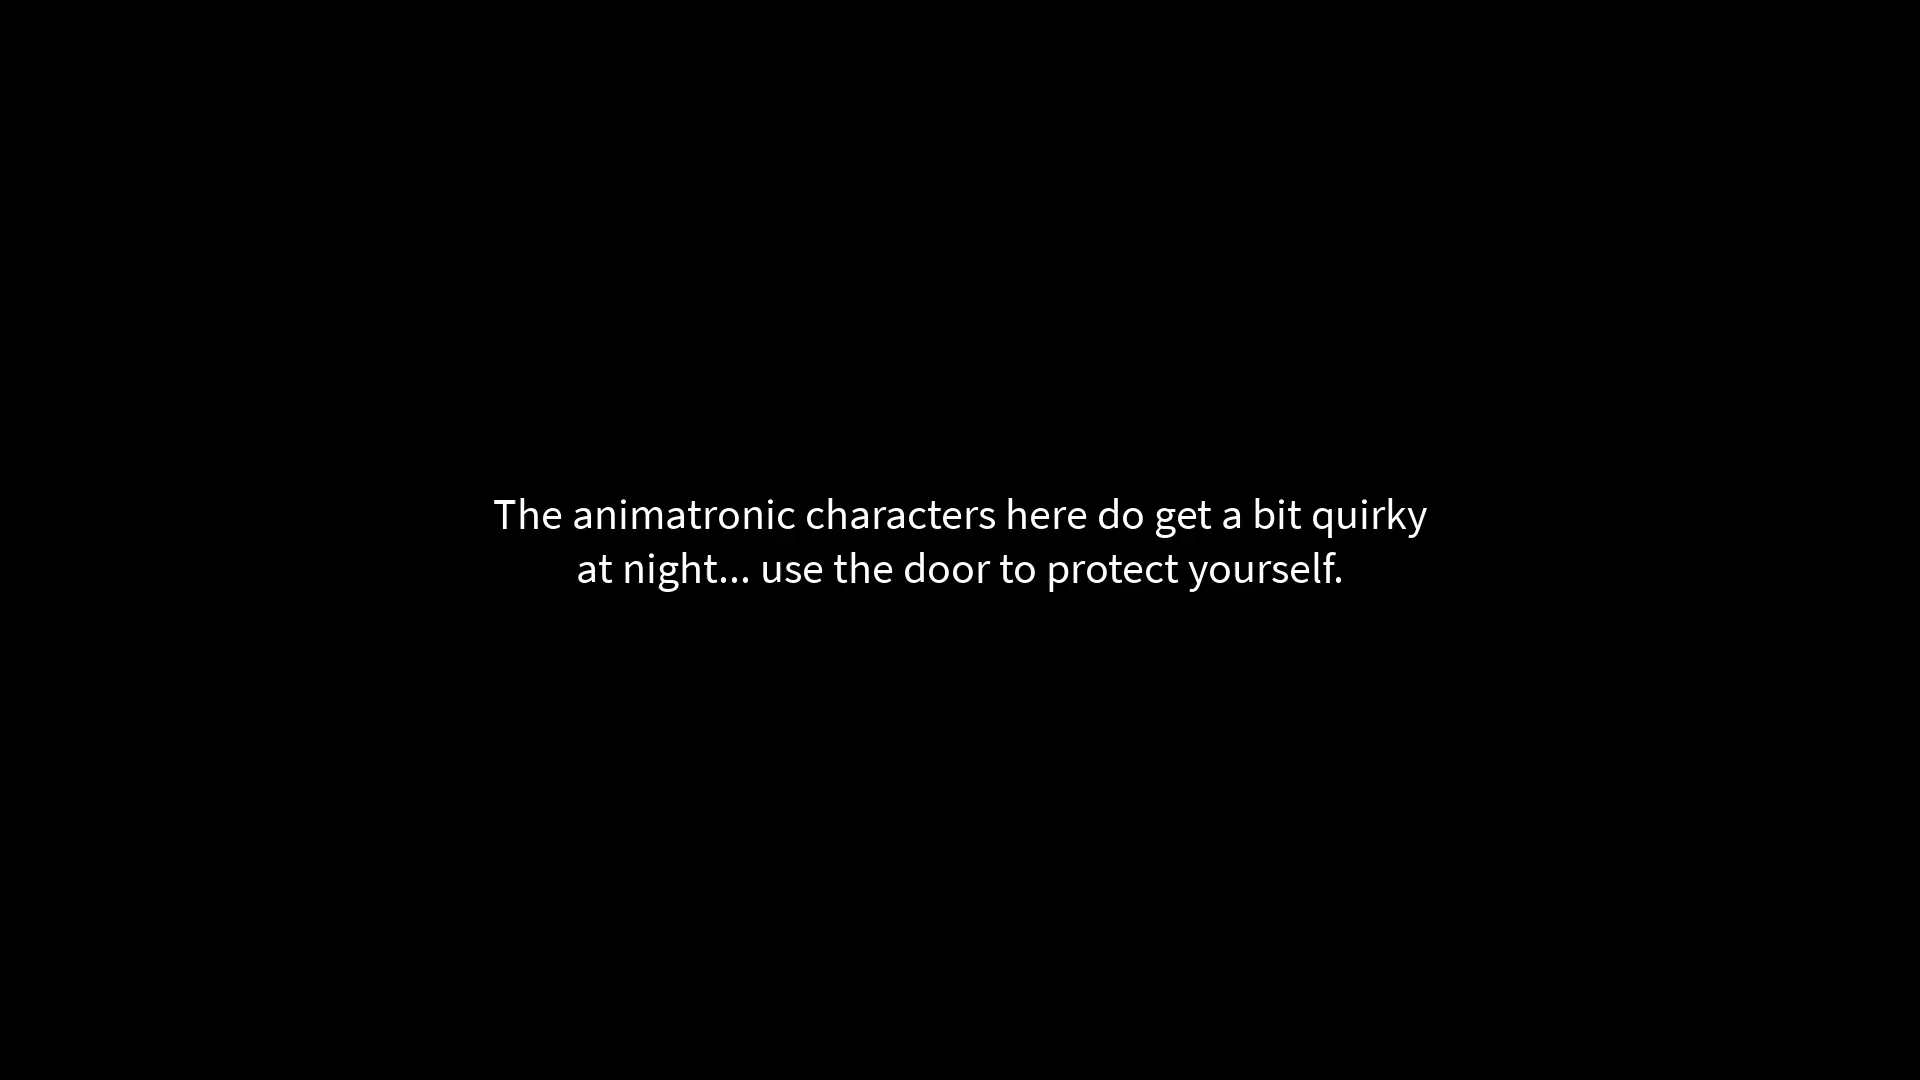 The animatronic characters here do get a bit quirky
at night... use the door to protect yourself.